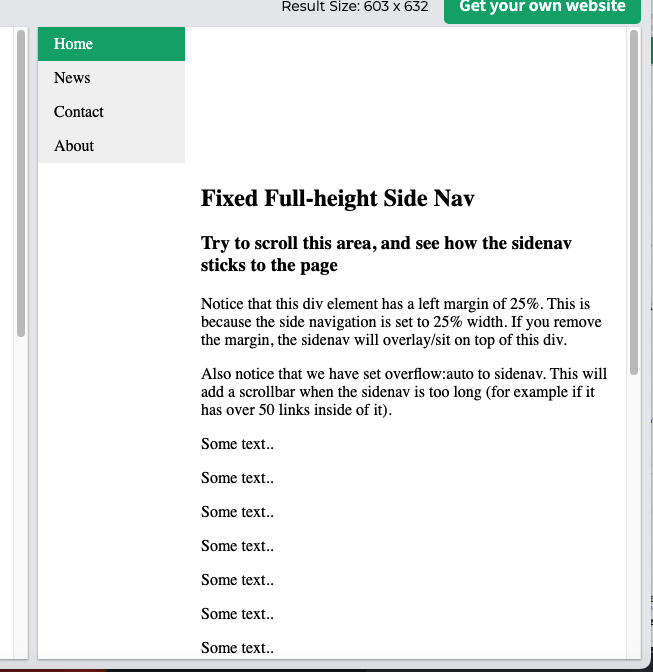 Result Size: 603 x 632
Get your own website
Home
News
Contact
About
Fixed Full-height Side Nav
Try to scroll this area, and see how the sidenav
sticks to the page
Notice that this div element has a left margin of 25%. This is
because the side navigation is set to 25% width. If you remove
the margin, the sidenav will overlay/sit on top of this div.
Also notice that we have set overflow:auto to sidenav. This will
add a scrollbar when the sidenav is too long (for example if it
has over 50 links inside of it).
Some text..
Some text..
Some text..
Some text..
Some text..
Some text..
Some text..